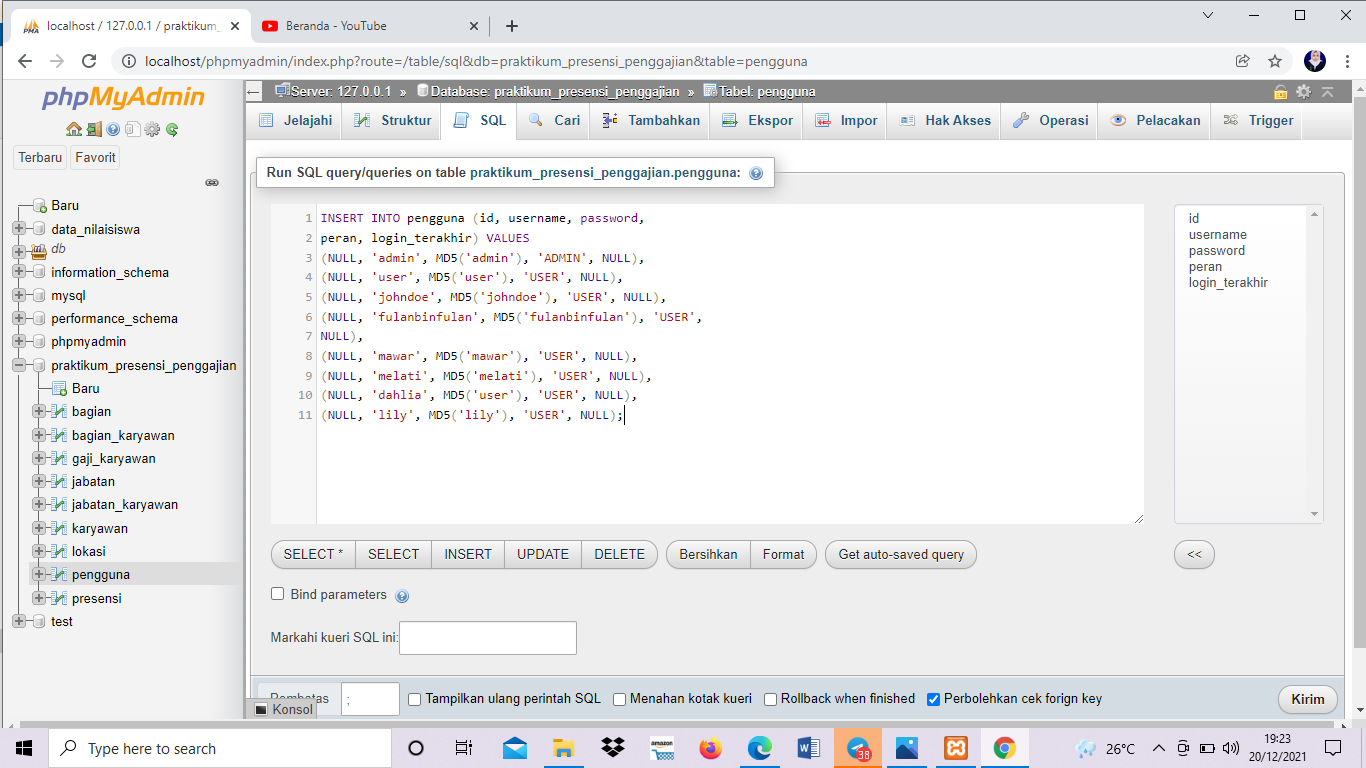 localhost / 127.0.0.1 / praktikum_
Beranda - YouTube
localhost/phpmyadmin/index.php?route=/table/sql&db=praktikum_presensi_penggajian&table=pengguna
phpMyAdmin
Terbaru Favorit
Baru
data_nilaisiswa
db
information_schema
mysql
performance_schema
phpmyadmin
praktikum_presensi_penggajian
Baru
bagian
bagian_karyawan
gaji_karyawan
jabatan
jabatan_karyawan
karyawan
lokasi
pengguna
presensi
test
Server: 127.0.0.1 » Database: praktikum_presensi_penggajian » Tabel: pengguna
Jelajahi Struktur SQL Cari Tambahkan Ekspor Impor Hak Akses Operasi Pelacakan Trigger
Run SQL query/queries on table praktikum_presensi_penggajian.pengguna:
1 INSERT INTO pengguna (id, username, password,
2 peran, login_terakhir) VALUES
3 (NULL, 'admin', MD5('admin'), 'ADMIN', NULL),
4 (NULL, 'user', MD5('user'), 'USER', NULL),
5 (NULL, 'johndoe', MD5('johndoe'), 'USER', NULL),
6 (NULL, 'fulanbinfulan', MD5('fulanbinfulan'), 'USER',
7 NULL),
8 (NULL, 'mawar', MD5('mawar'), 'USER', NULL),
9 (NULL, 'melati', MD5('melati'), 'USER', NULL),
10 (NULL, 'dahlia', MD5('user'), 'USER', NULL),
11 (NULL, 'lily', MD5('lily'), 'USER', NULL);
id
username
password
peran
login_terakhir
SELECT * SELECT INSERT UPDATE DELETE Bersihkan Format Get auto-saved query <<
Bind parameters
Markahi kueri SQL ini:
; Tampilkan ulang perintah SQL Menahan kotak kueri Rollback when finished Perbolehkan cek forign key Kirim
Konsol
Type here to search
amazon
38
26°C
19:23
20/12/2021